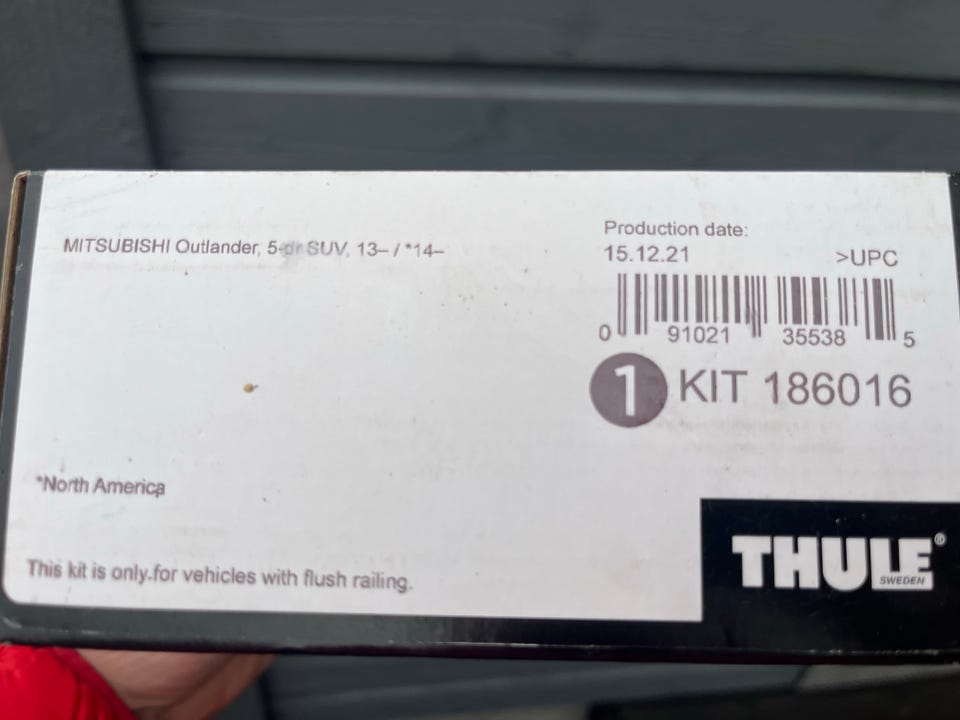 MITSUBISHI Outlander, 5-dr SUV, 13– / *14–
Production date:
15.12.21 >UPC
0 91021 35538 5
1 KIT 186016
*North America
This kit is only for vehicles with flush railing.
THULE®
SWEDEN